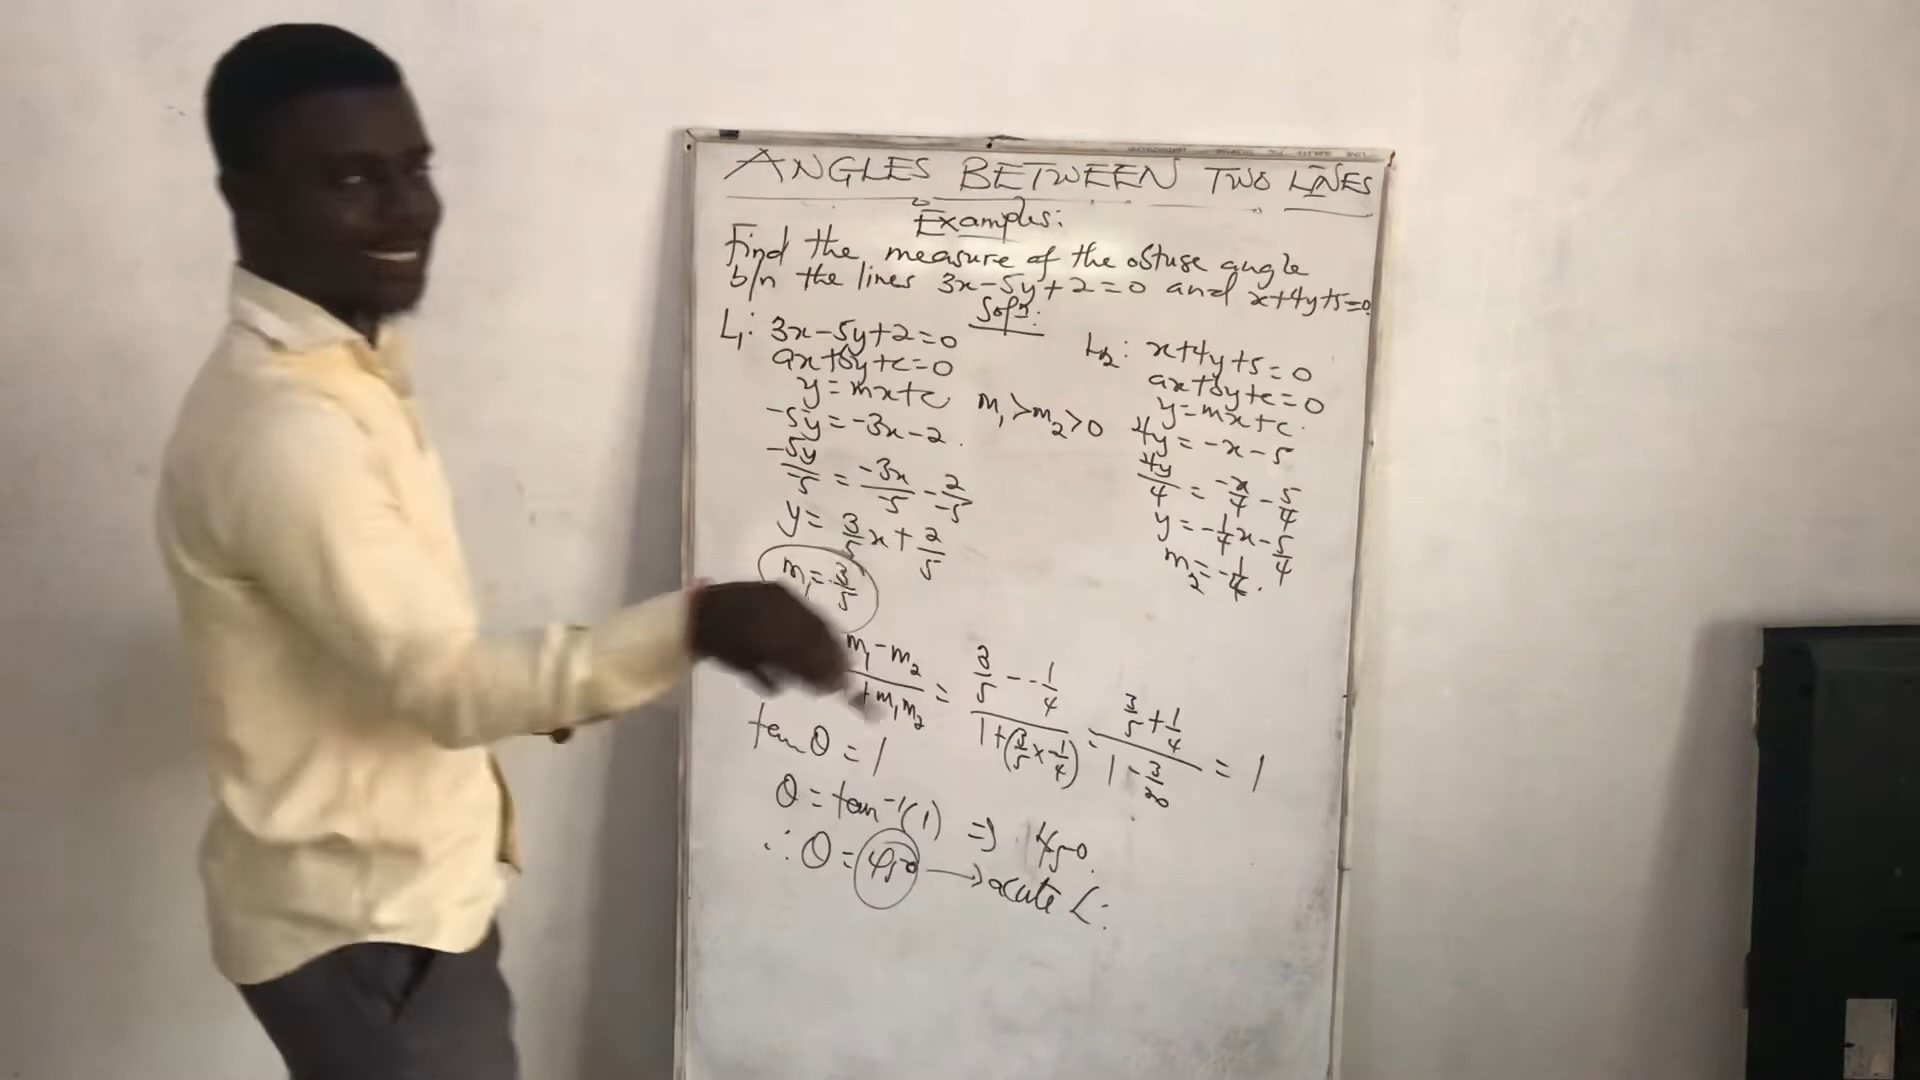 ANGLES BETWEEN TWO LINES
Examples:
Find the measure of the obtuse angle
b/n the lines 3x-5y+2=0 and x+4y+5=0
Soln:
L₁: 3x-5y+2=0
ax+by+c=0
y=mx+c
-5y=-3x-2.
-5y/-5 = -3x/-5 - 2/-5
y= 3/5x + 2/5
m₁=3/5
m₁>m₂>0
L₂: x+4y+5=0
ax+by+c=0
y=mx+c.
4y=-x-5
4y/4 = -x/4 - 5/4
y=-1/4x-5/4
m₂=-1/4.
m₁-m₂/+m₁m₂ = 3/5--1/4/1+(3/5×-1/4) = 3/5+1/4/1-3/20 = 1
tanθ=1
θ=tan⁻¹(1) ⇒ 45°.
∴θ=45° → acute ∠: